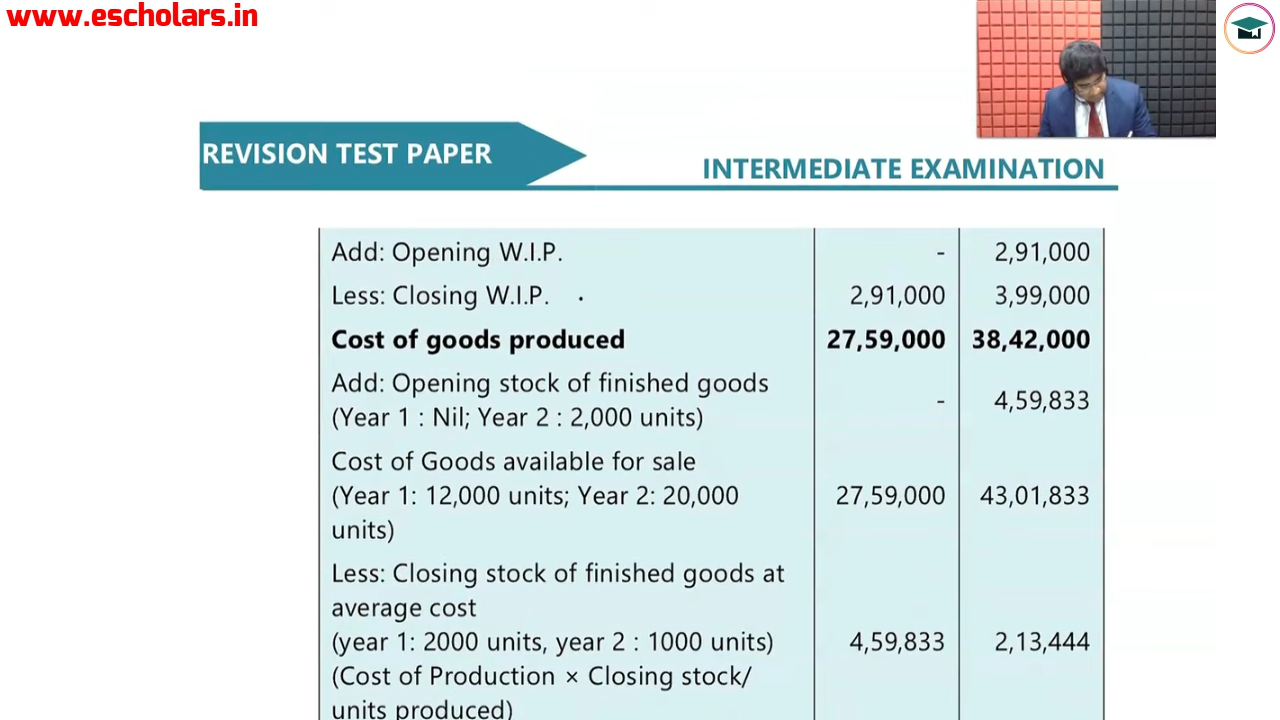 www.escholars.in
REVISION TEST PAPER
INTERMEDIATE EXAMINATION
Add: Opening W.I.P. - 2,91,000
Less: Closing W.I.P. 2,91,000 3,99,000
Cost of goods produced 27,59,000 38,42,000
Add: Opening stock of finished goods
(Year 1 : Nil; Year 2 : 2,000 units) - 4,59,833
Cost of Goods available for sale
(Year 1: 12,000 units; Year 2: 20,000 27,59,000 43,01,833
units)
Less: Closing stock of finished goods at
average cost
(year 1: 2000 units, year 2 : 1000 units) 4,59,833 2,13,444
(Cost of Production × Closing stock/
units produced)